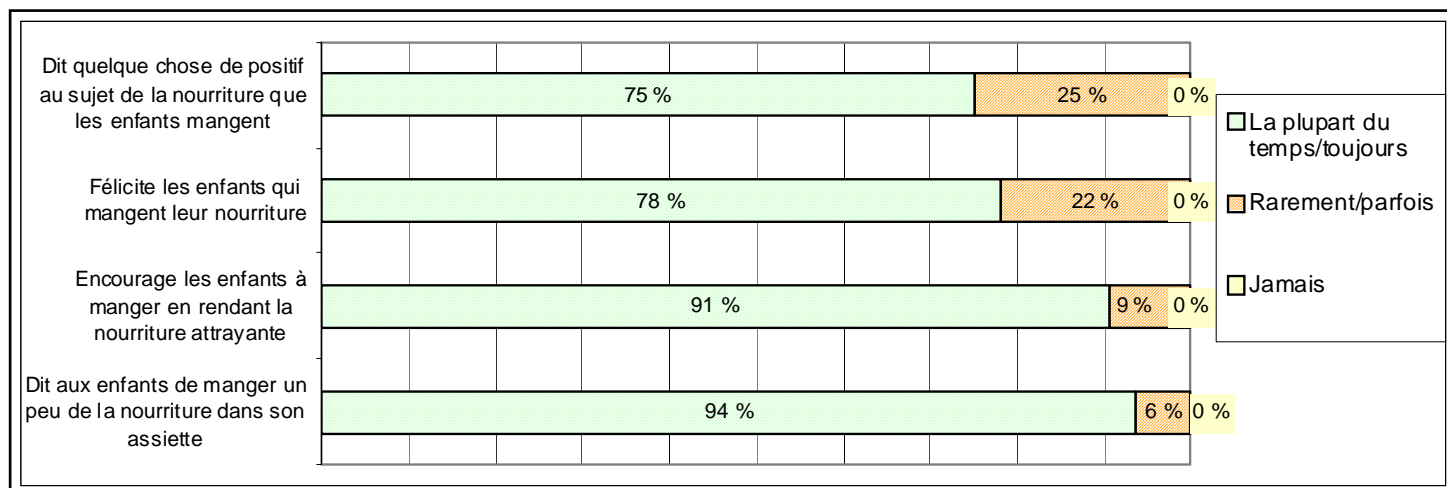 Dit quelque chose de positif
au sujet de la nourriture que
les enfants mangent
75 %
25 %
0 %
Félicite les enfants qui
mangent leur nourriture
78 %
22 %
0 %
Encourage les enfants à
manger en rendant la
nourriture attrayante
91 %
9 %
0 %
Dit aux enfants de manger un
peu de la nourriture dans son
assiette
94 %
6 %
0 %
La plupart du
temps/toujours
Rarement/parfois
Jamais